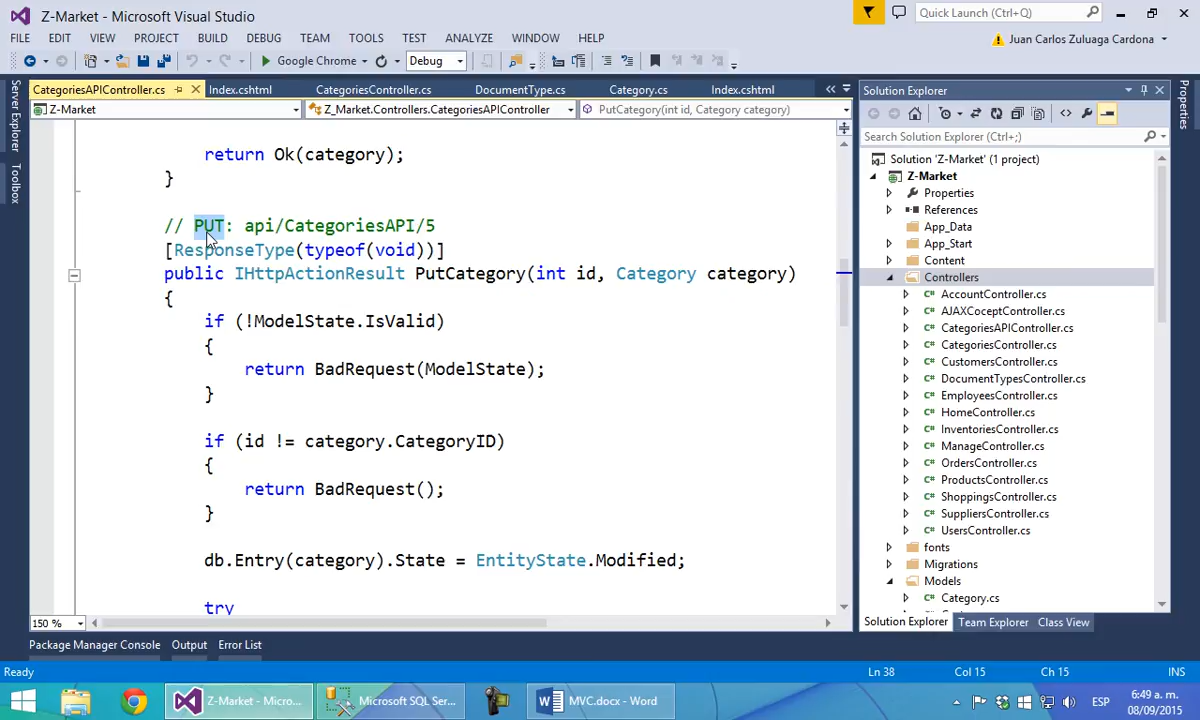 Z-Market - Microsoft Visual Studio
Quick Launch (Ctrl+Q)
FILE EDIT VIEW PROJECT BUILD DEBUG TEAM TOOLS TEST ANALYZE WINDOW HELP
Juan Carlos Zuluaga Cardona
Google Chrome
Debug
CategoriesAPIController.cs
Index.cshtml
CategoriesController.cs
DocumentType.cs
Category.cs
Index.cshtml
Z-Market
Z_Market.Controllers.CategoriesAPIController
PutCategory(int id, Category category)
Server Explorer
Toolbox
return Ok(category);
}
// PUT: api/CategoriesAPI/5
[ResponseType(typeof(void))]
public IHttpActionResult PutCategory(int id, Category category)
{
if (!ModelState.IsValid)
{
return BadRequest(ModelState);
}
if (id != category.CategoryID)
{
return BadRequest();
}
db.Entry(category).State = EntityState.Modified;
try
150 %
Solution Explorer
Search Solution Explorer (Ctrl+;)
Solution 'Z-Market' (1 project)
Z-Market
Properties
References
App_Data
App_Start
Content
Controllers
C# AccountController.cs
C# AJAXCoceptController.cs
C# CategoriesAPIController.cs
C# CategoriesController.cs
C# CustomersController.cs
C# DocumentTypesController.cs
C# EmployeesController.cs
C# HomeController.cs
C# InventoriesController.cs
C# ManageController.cs
C# OrdersController.cs
C# ProductsController.cs
C# ShoppingsController.cs
C# SuppliersController.cs
C# UsersController.cs
fonts
Migrations
Models
C# Category.cs
Solution Explorer Team Explorer Class View
Properties
Package Manager Console Output Error List
Ready
Ln 38 Col 15 Ch 15 INS
Z-Market - Micro...
Microsoft SQL Ser...
MVC.docx - Word
ESP
6:49 a. m.
08/09/2015